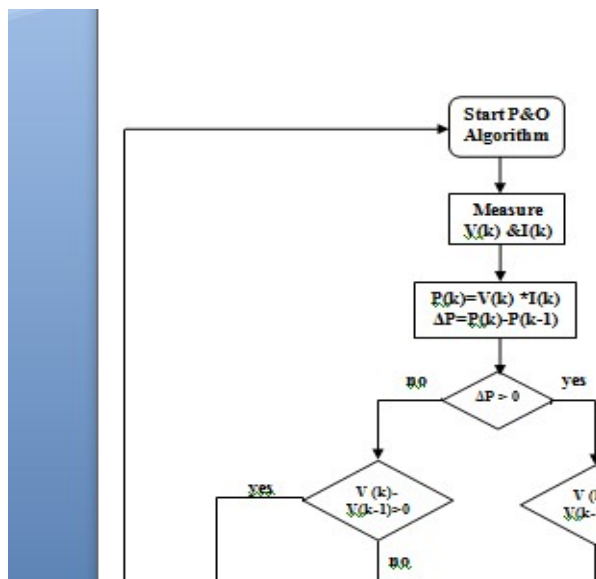 Start P&O
Algorithm
Measure
V(k) &I(k)
P(k)=V(k) *I(k)
ΔP=P(k)-P(k-1)
no
yes
ΔP > 0
yes
V (k)-
V(k-1)>0
V (
V(k-
no